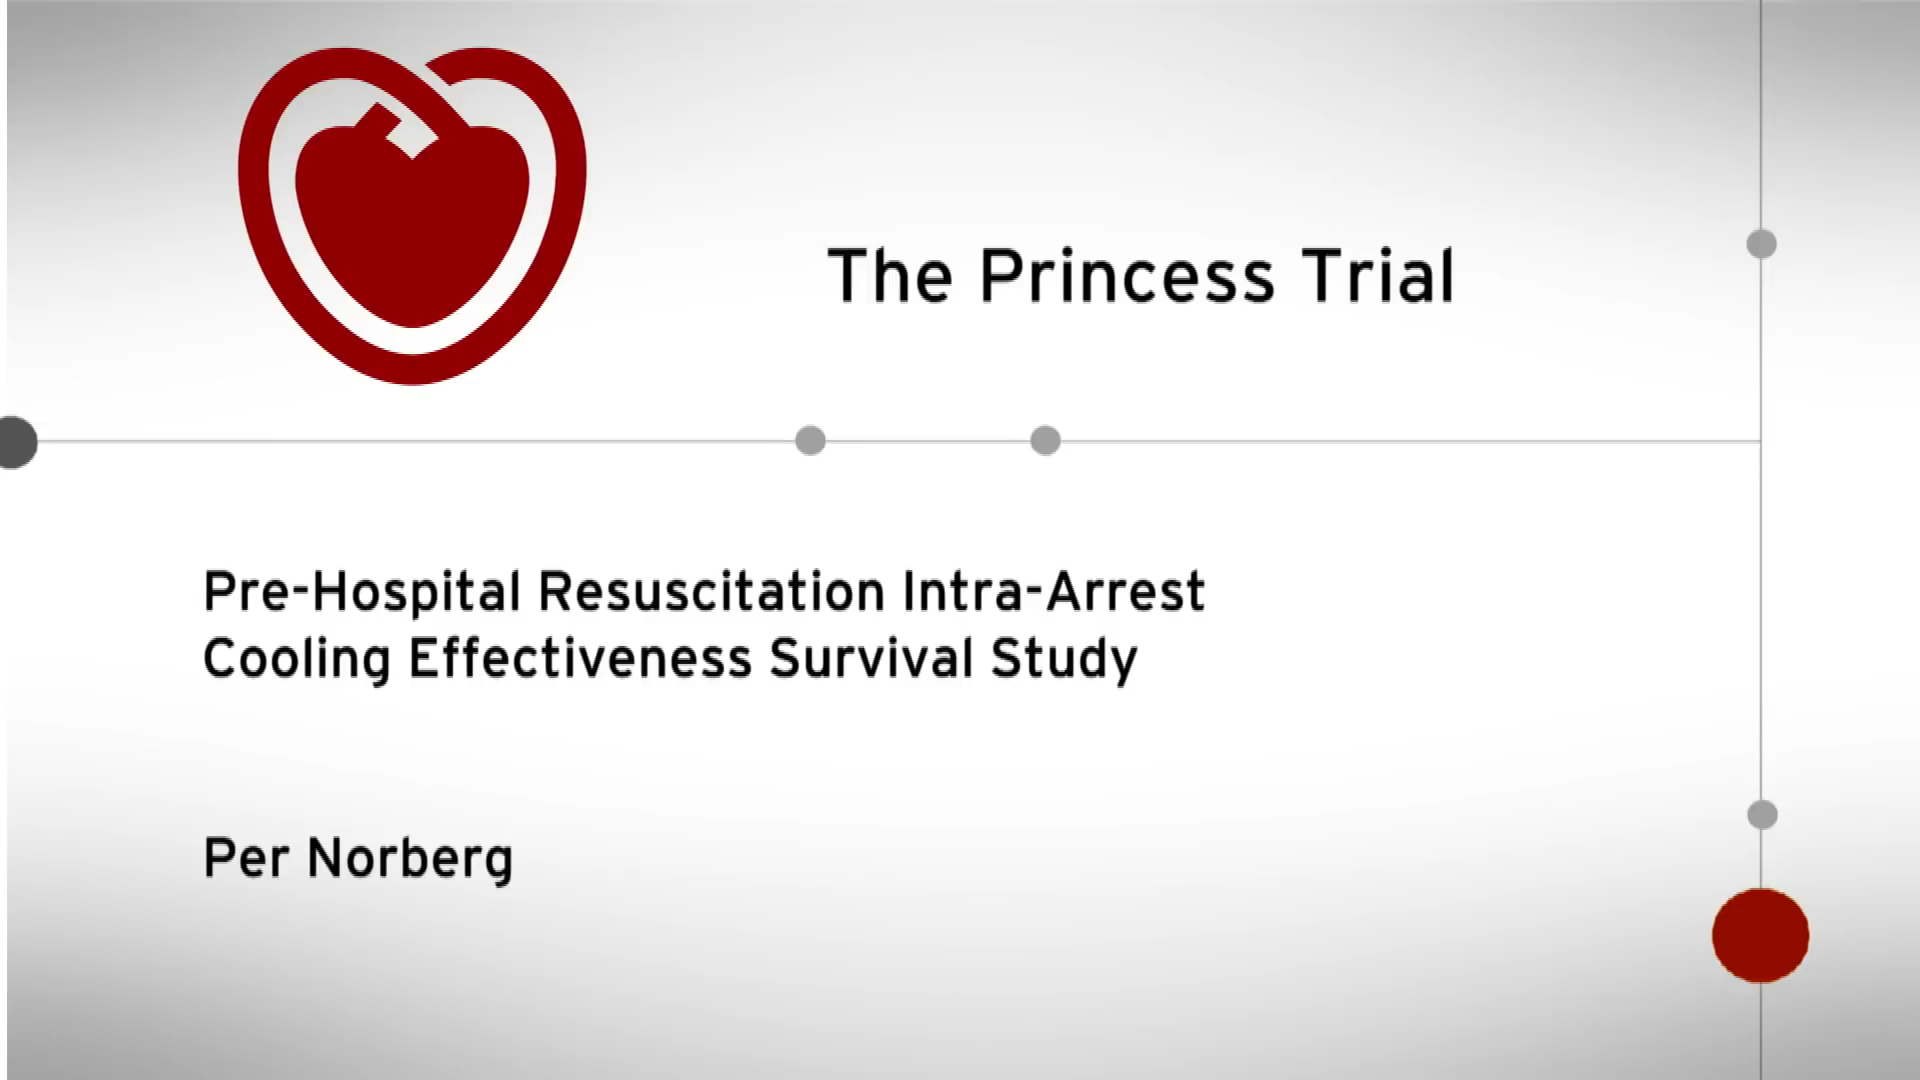 The Princess Trial
Pre-Hospital Resuscitation Intra-Arrest
Cooling Effectiveness Survival Study
Per Norberg